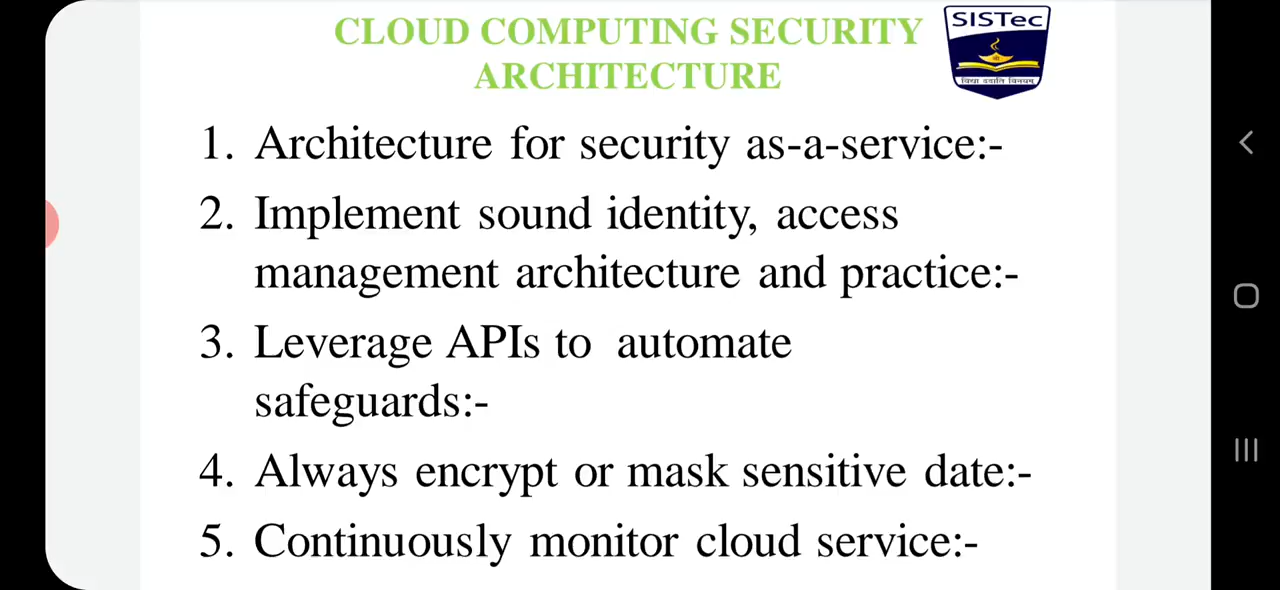 CLOUD COMPUTING SECURITY
ARCHITECTURE
SISTec
विद्या ददाति विनयम्
1. Architecture for security as-a-service:-
2. Implement sound identity, access
management architecture and practice:-
3. Leverage APIs to automate
safeguards:-
4. Always encrypt or mask sensitive date:-
5. Continuously monitor cloud service:-